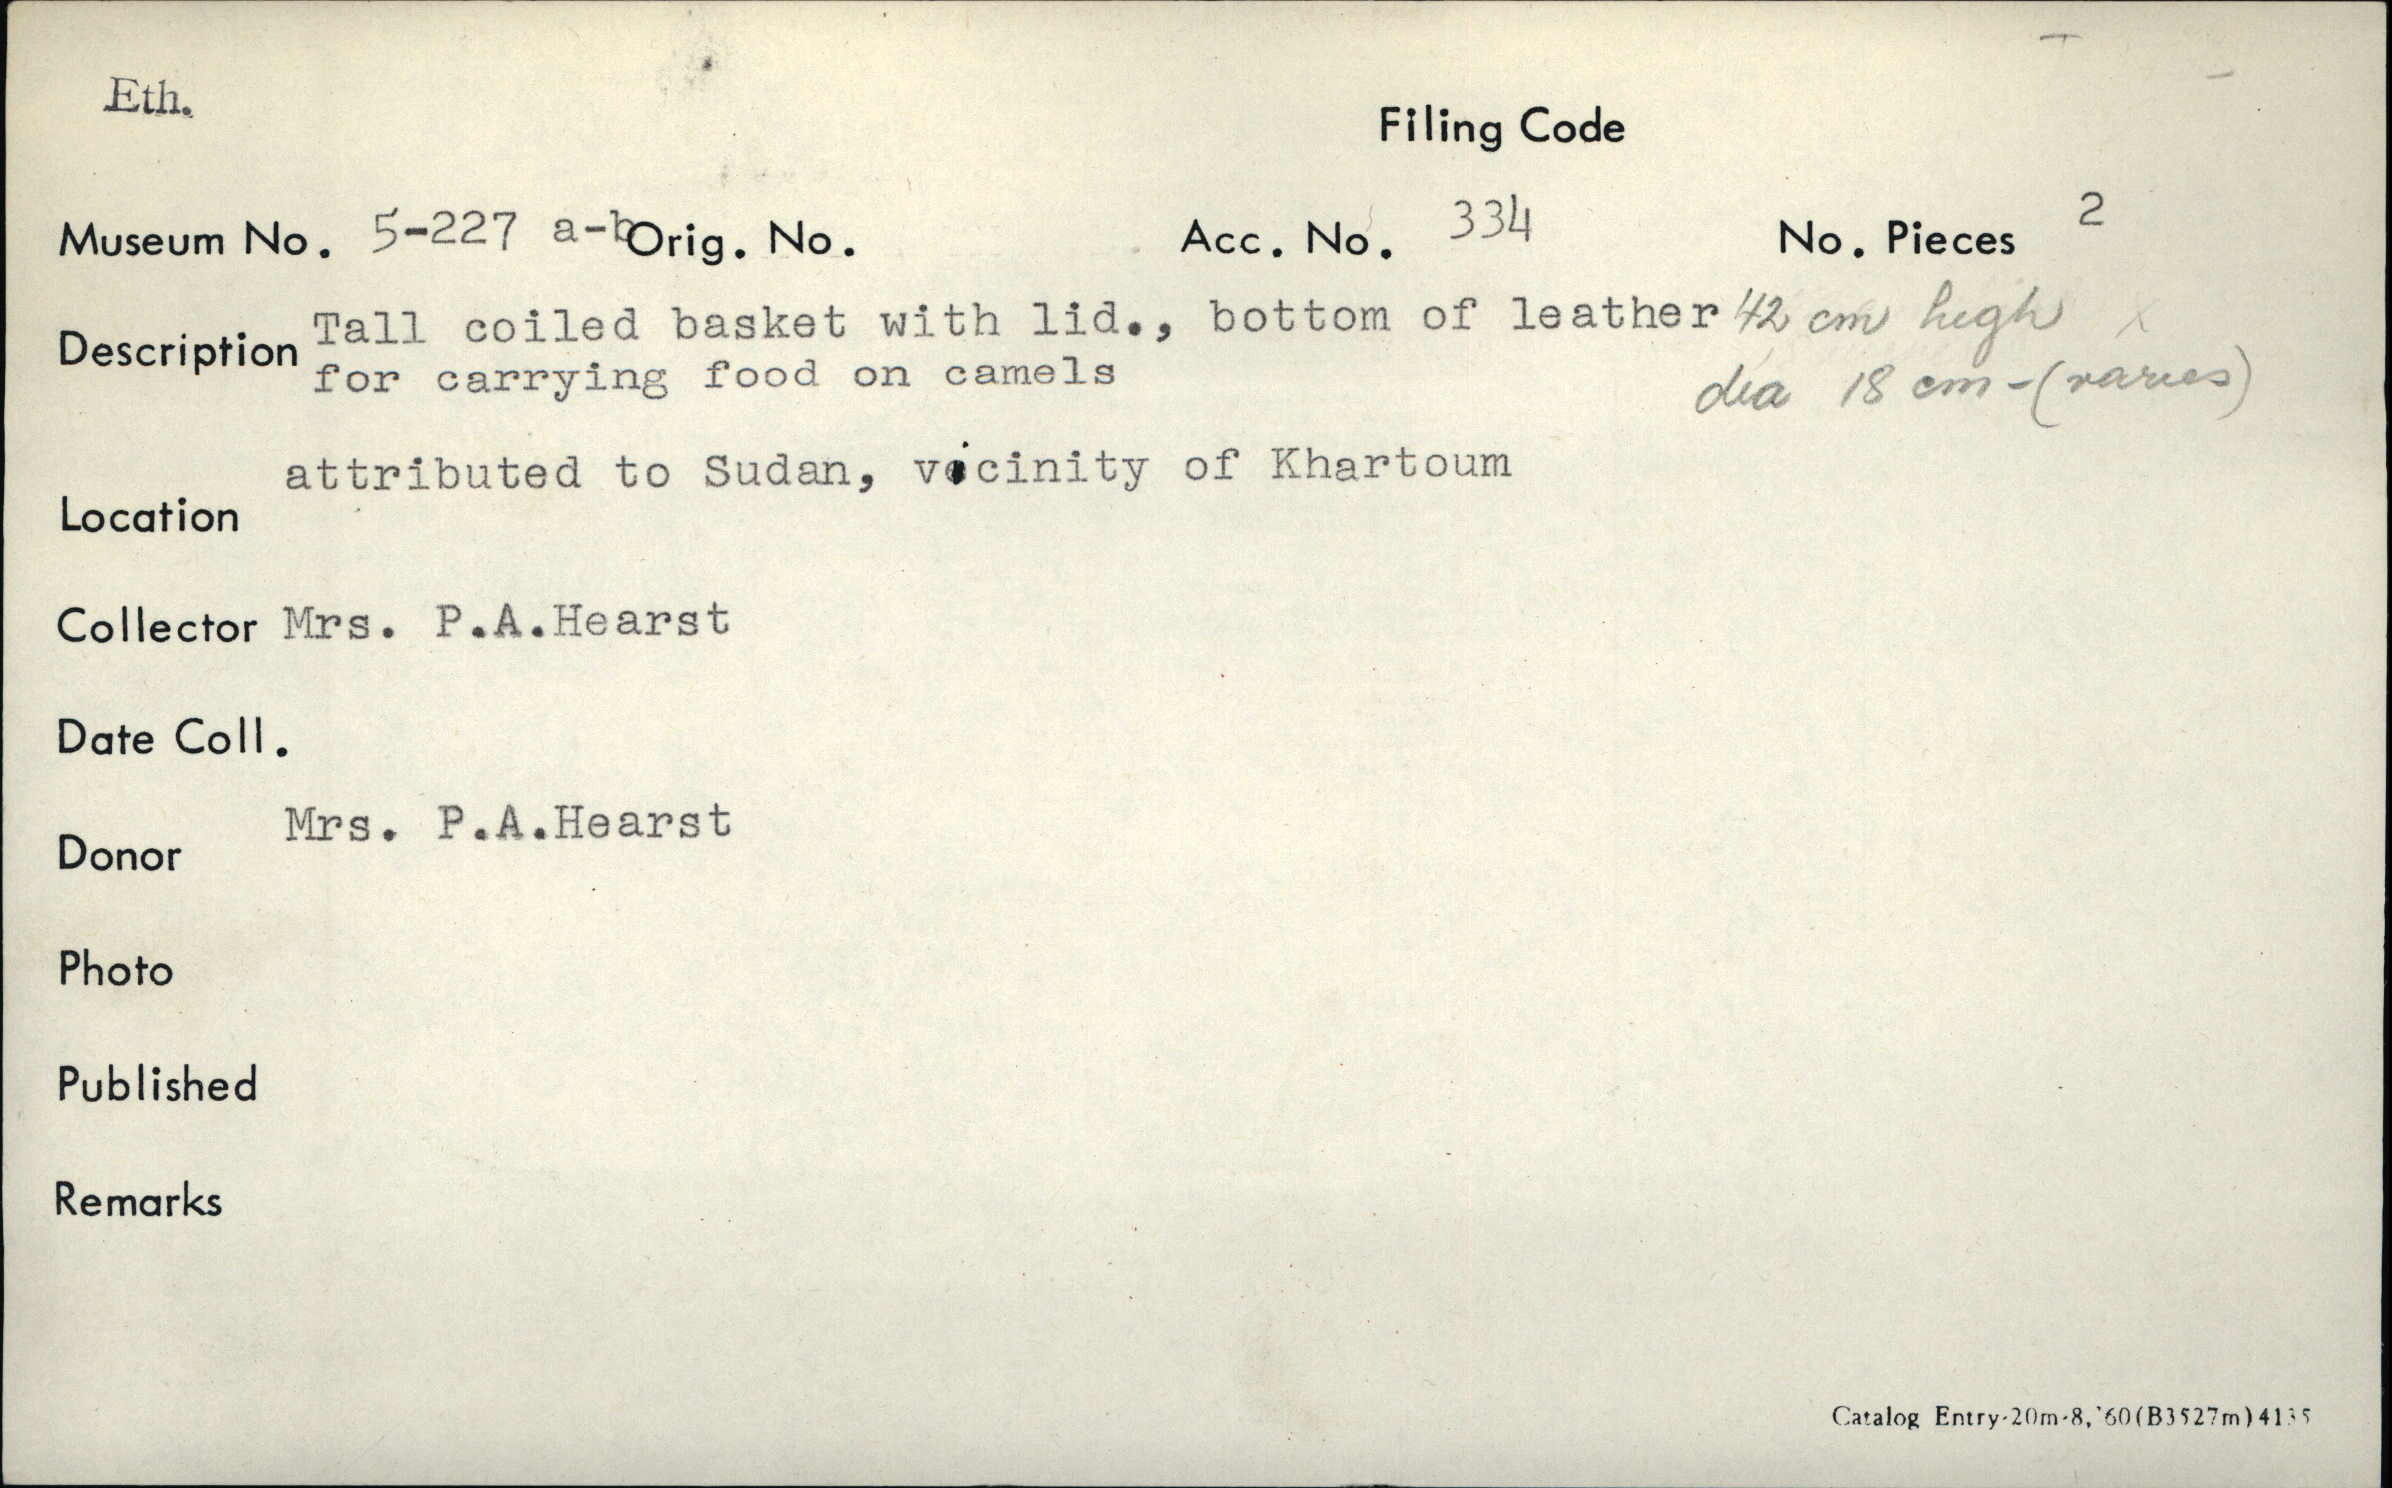 Eth.
Filing Code
Museum No. 5-227 a-b Orig. No. Acc. No. 334 No. Pieces 2
Description Tall coiled basket with lid., bottom of leather 42 cm high
for carrying food on camels dia 18 cm - (varies)
attributed to Sudan, vicinity of Khartoum
Location
Collector Mrs. P.A.Hearst
Date Coll.
Mrs. P.A.Hearst
Donor
Photo
Published
Remarks
Catalog Entry-20m-8,'60(B3527m)4135